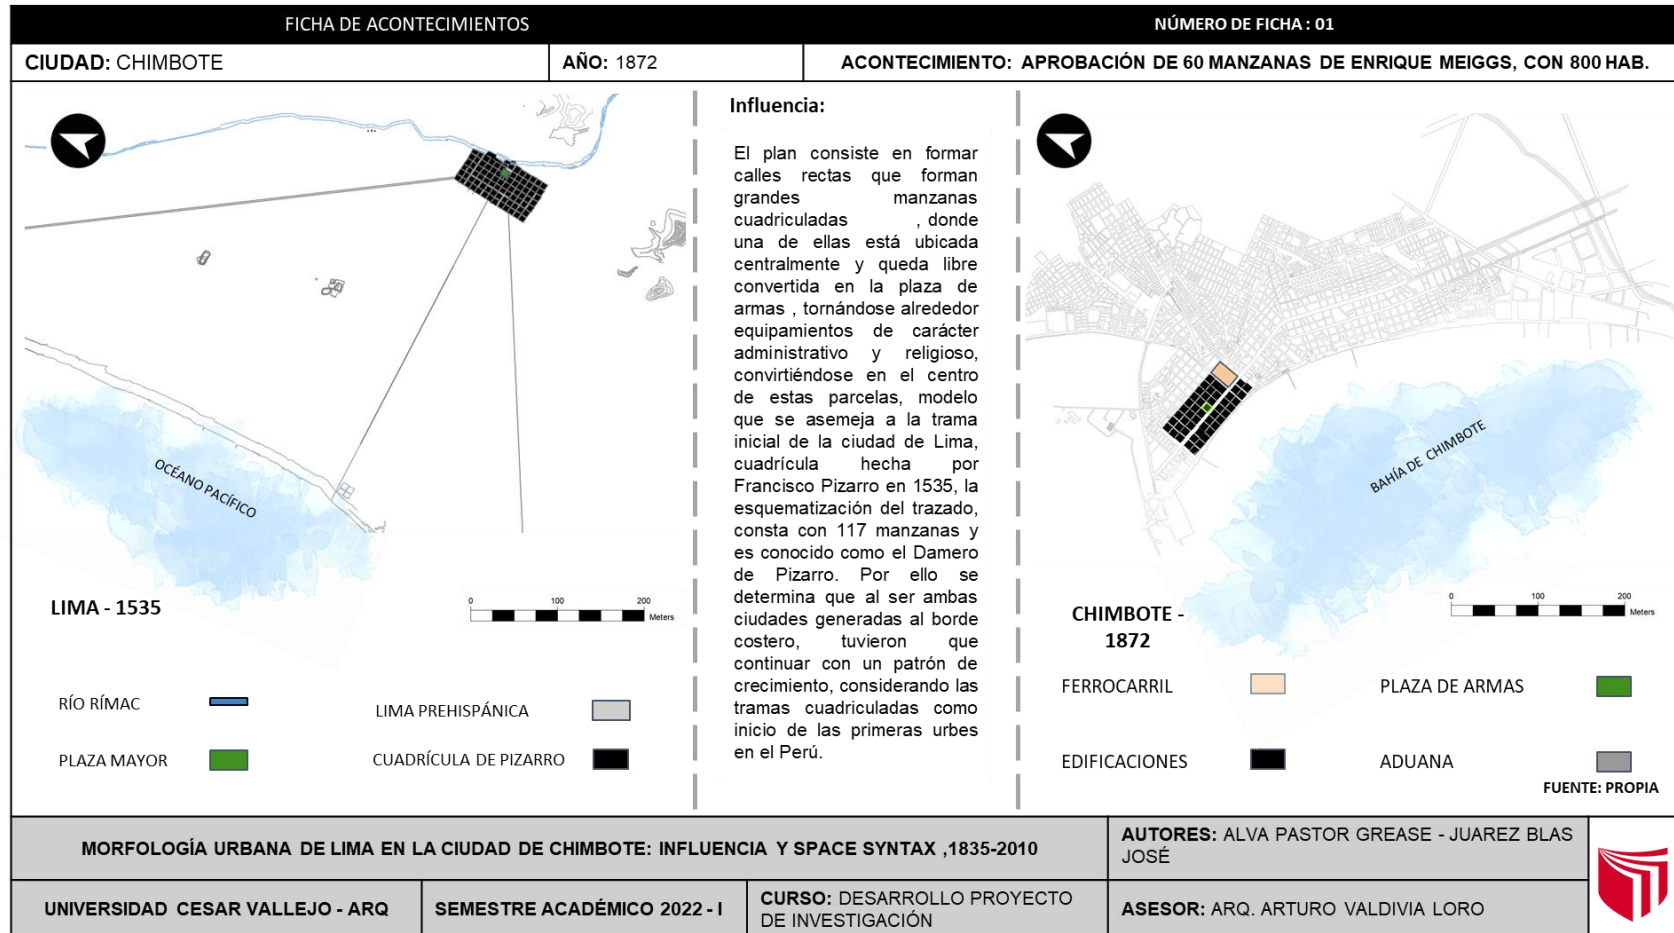 FICHA DE ACONTECIMIENTOS
NÚMERO DE FICHA : 01
CIUDAD: CHIMBOTE
AÑO: 1872
ACONTECIMIENTO: APROBACIÓN DE 60 MANZANAS DE ENRIQUE MEIGGS, CON 800 HAB.
OCÉANO PACÍFICO
LIMA - 1535
0 100 200
Meters
RÍO RÍMAC
LIMA PREHISPÁNICA
PLAZA MAYOR
CUADRÍCULA DE PIZARRO
Influencia:
El plan consiste en formar
calles rectas que forman
grandes manzanas
cuadriculadas , donde
una de ellas está ubicada
centralmente y queda libre
convertida en la plaza de
armas , tornándose alrededor
equipamientos de carácter
administrativo y religioso,
convirtiéndose en el centro
de estas parcelas, modelo
que se asemeja a la trama
inicial de la ciudad de Lima,
cuadrícula hecha por
Francisco Pizarro en 1535, la
esquematización del trazado,
consta con 117 manzanas y
es conocido como el Damero
de Pizarro. Por ello se
determina que al ser ambas
ciudades generadas al borde
costero, tuvieron que
continuar con un patrón de
crecimiento, considerando las
tramas cuadriculadas como
inicio de las primeras urbes
en el Perú.
BAHÍA DE CHIMBOTE
CHIMBOTE -
1872
0 100 200
Meters
FERROCARRIL
PLAZA DE ARMAS
EDIFICACIONES
ADUANA
FUENTE: PROPIA
MORFOLOGÍA URBANA DE LIMA EN LA CIUDAD DE CHIMBOTE: INFLUENCIA Y SPACE SYNTAX ,1835-2010
AUTORES: ALVA PASTOR GREASE - JUAREZ BLAS
JOSÉ
UNIVERSIDAD CESAR VALLEJO - ARQ
SEMESTRE ACADÉMICO 2022 - I
CURSO: DESARROLLO PROYECTO
DE INVESTIGACIÓN
ASESOR: ARQ. ARTURO VALDIVIA LORO